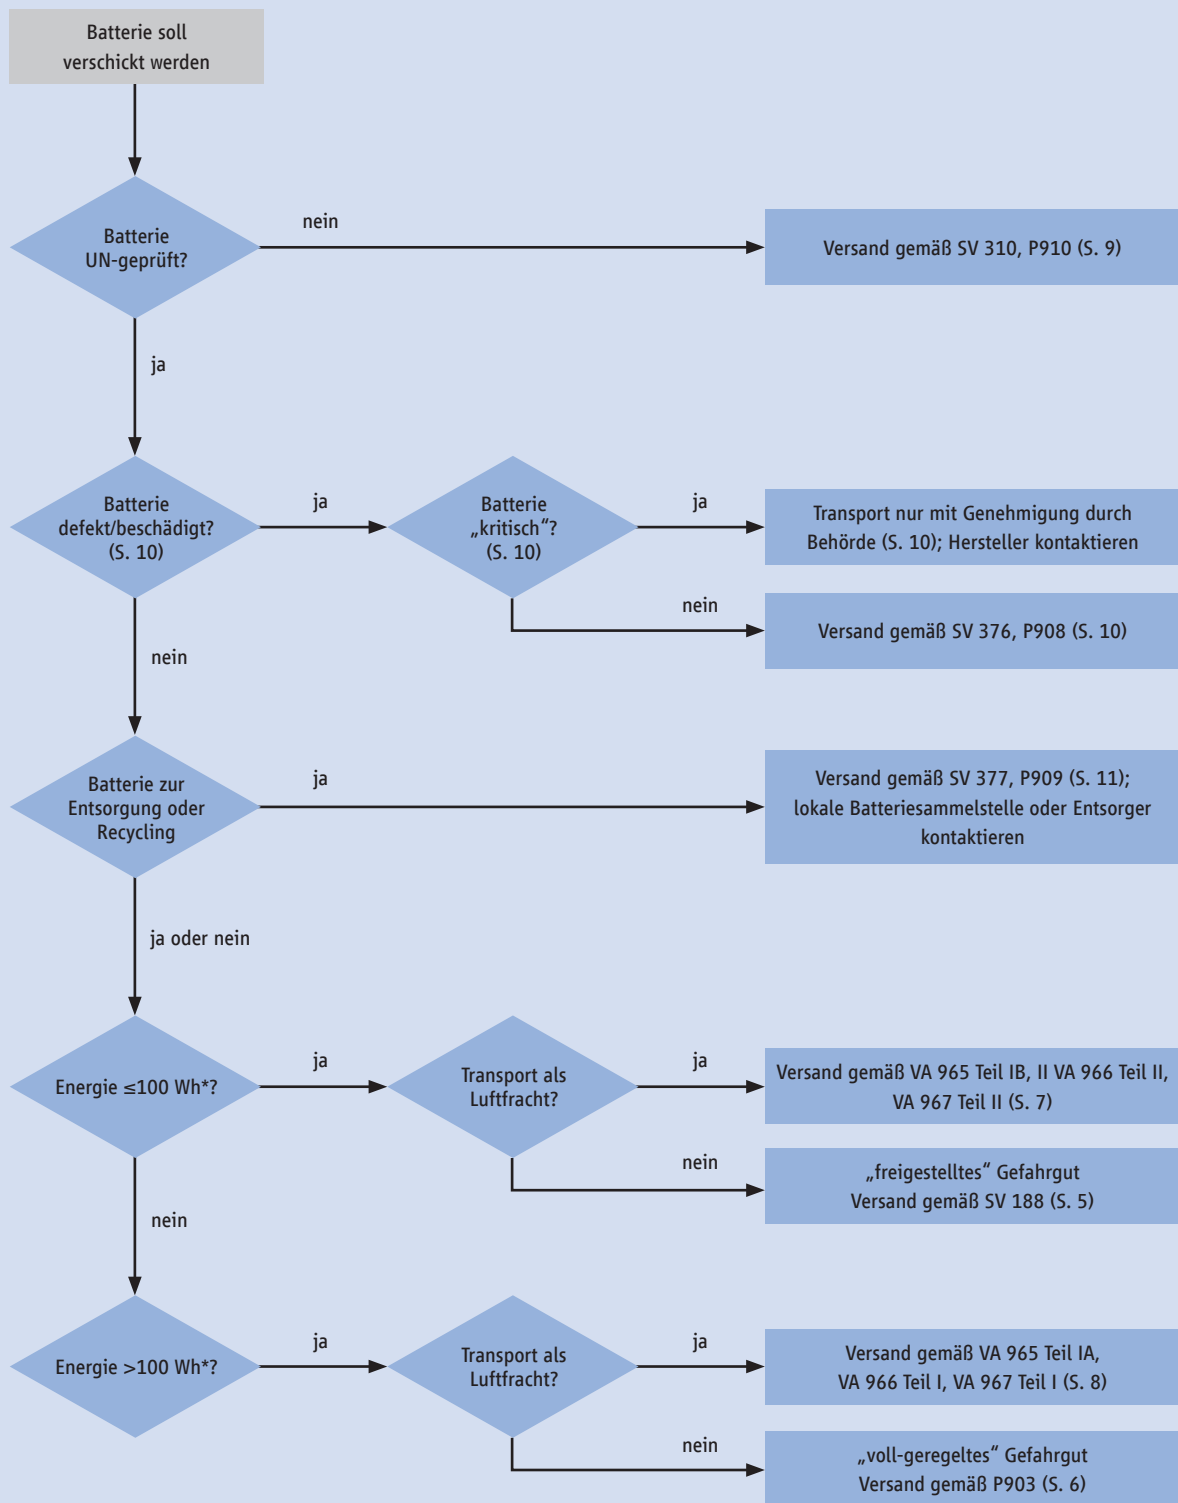 Batterie soll
verschickt werden
Batterie
UN-geprüft?
nein
Versand gemäß SV 310, P910 (S. 9)
ja
Batterie
defekt/beschädigt?
(S. 10)
ja
Batterie
„kritisch“?
(S. 10)
ja
Transport nur mit Genehmigung durch
Behörde (S. 10); Hersteller kontaktieren
nein
Versand gemäß SV 376, P908 (S. 10)
nein
Batterie zur
Entsorgung oder
Recycling
ja
Versand gemäß SV 377, P909 (S. 11);
lokale Batteriesammelstelle oder Entsorger
kontaktieren
ja oder nein
Energie ≤100 Wh*?
ja
Transport als
Luftfracht?
ja
Versand gemäß VA 965 Teil IB, II VA 966 Teil II,
VA 967 Teil II (S. 7)
nein
„freigestelltes“ Gefahrgut
Versand gemäß SV 188 (S. 5)
nein
Energie >100 Wh*?
ja
Transport als
Luftfracht?
ja
Versand gemäß VA 965 Teil IA,
VA 966 Teil I, VA 967 Teil I (S. 8)
nein
„voll-geregeltes“ Gefahrgut
Versand gemäß P903 (S. 6)